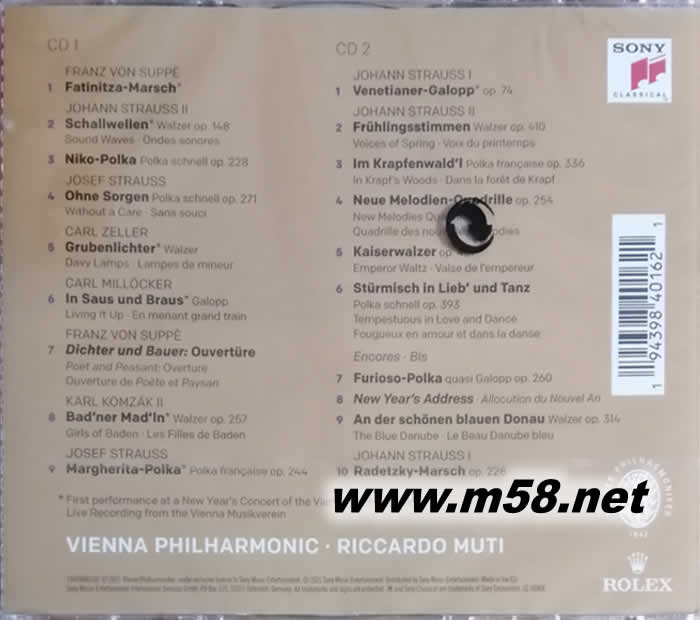 CD 1
FRANZ VON SUPPÈ
1 Fatinitza-Marsch*
JOHANN STRAUSS II
2 Schallwellen* Walzer op. 148
Sound Waves · Ondes sonores
3 Niko-Polka Polka schnell op. 228
JOSEF STRAUSS
4 Ohne Sorgen Polka schnell op. 271
Without a Care · Sans souci
CARL ZELLER
5 Grubenlichter* Walzer
Davy Lamps · Lampes de mineur
CARL MILLÖCKER
6 In Saus und Braus* Galopp
Living it Up · En menant grand train
FRANZ VON SUPPÈ
7 Dichter und Bauer: Ouvertüre
Poet and Peasant: Overture
Ouverture de Poète et Paysan
KARL KOMZÁK II
8 Bad'ner Mad'ln* Walzer op. 257
Girls of Baden · Les Filles de Baden
JOSEF STRAUSS
9 Margherita-Polka* Polka française op. 244
* First performance at a New Year's Concert of the
Live Recording from the Vienna Musikverein
CD 2
JOHANN STRAUSS I
1 Venetianer-Galopp* op. 74
JOHANN STRAUSS II
2 Frühlingsstimmen Walzer op. 410
Voices of Spring · Voix du printemps
3 Im Krapfenwald'l Polka française op. 336
In Krapf's Woods · Dans la forêt de Krapf
4 Neue Melodien-Quadrille op. 254
New Melodies
Quadrille des
5 Kaiserwalzer
Emperor Waltz · Valse de l'empereur
6 Stürmisch in Lieb' und Tanz
Polka schnell op. 393
Tempestuous in Love and Dance
Fougueux en amour et dans la danse
Encores · Bis
7 Furioso-Polka quasi Galopp op. 260
8 New Year's Address · Allocution du Nouvel An
9 An der schönen blauen Donau Walzer op. 314
The Blue Danube · Le Beau Danube bleu
JOHANN STRAUSS I
10 Radetzky-Marsch op. 228
SONY
CLASSICAL
1 94398 40162 1
www.m58.net
VIENNA PHILHARMONIC · RICCARDO MUTI
ROLEX